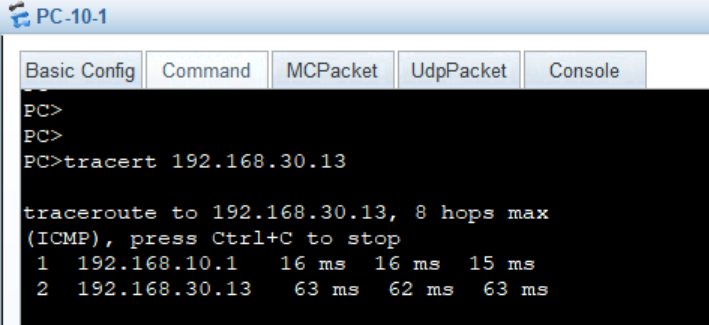 PC-10-1
Basic Config Command MCPacket UdpPacket Console
PC>
PC>
PC>tracert 192.168.30.13
traceroute to 192.168.30.13, 8 hops max
(ICMP), press Ctrl+C to stop
1 192.168.10.1 16 ms 16 ms 15 ms
2 192.168.30.13 63 ms 62 ms 63 ms